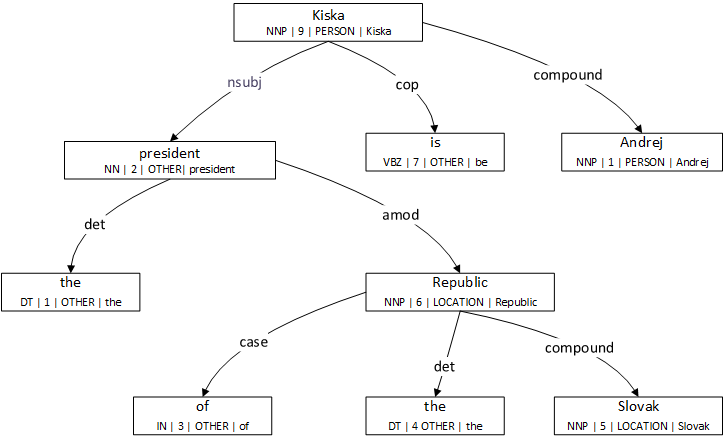 Kiska
NNP | 9 | PERSON | Kiska
nsubj
cop
compound
president
NN | 2 | OTHER| president
is
VBZ | 7 | OTHER | be
Andrej
NNP | 1 | PERSON | Andrej
det
amod
the
DT | 1 | OTHER | the
Republic
NNP | 6 | LOCATION | Republic
case
det
compound
of
IN | 3 | OTHER | of
the
DT | 4 OTHER | the
Slovak
NNP | 5 | LOCATION | Slovak